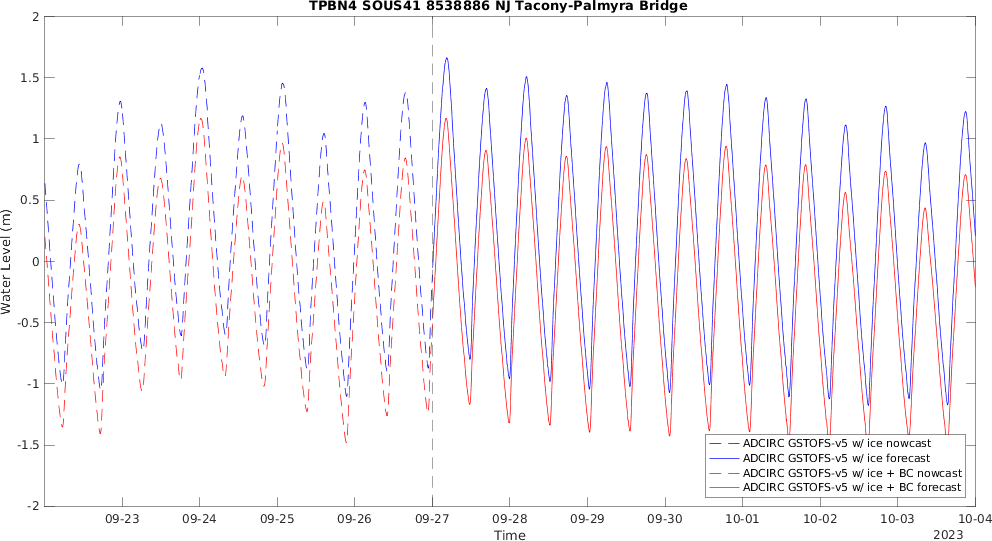 TPBN4 SOUS41 8538886 NJ Tacony-Palmyra Bridge
2
1.5
1
0.5
0
-0.5
-1
-1.5
-2
Water Level (m)
09-23 09-24 09-25 09-26 09-27 09-28 09-29 09-30 10-01 10-02 10-03 10-04
2023
Time
ADCIRC GSTOFS-v5 w/ ice nowcast
ADCIRC GSTOFS-v5 w/ ice forecast
ADCIRC GSTOFS-v5 w/ ice + BC nowcast
ADCIRC GSTOFS-v5 w/ ice + BC forecast